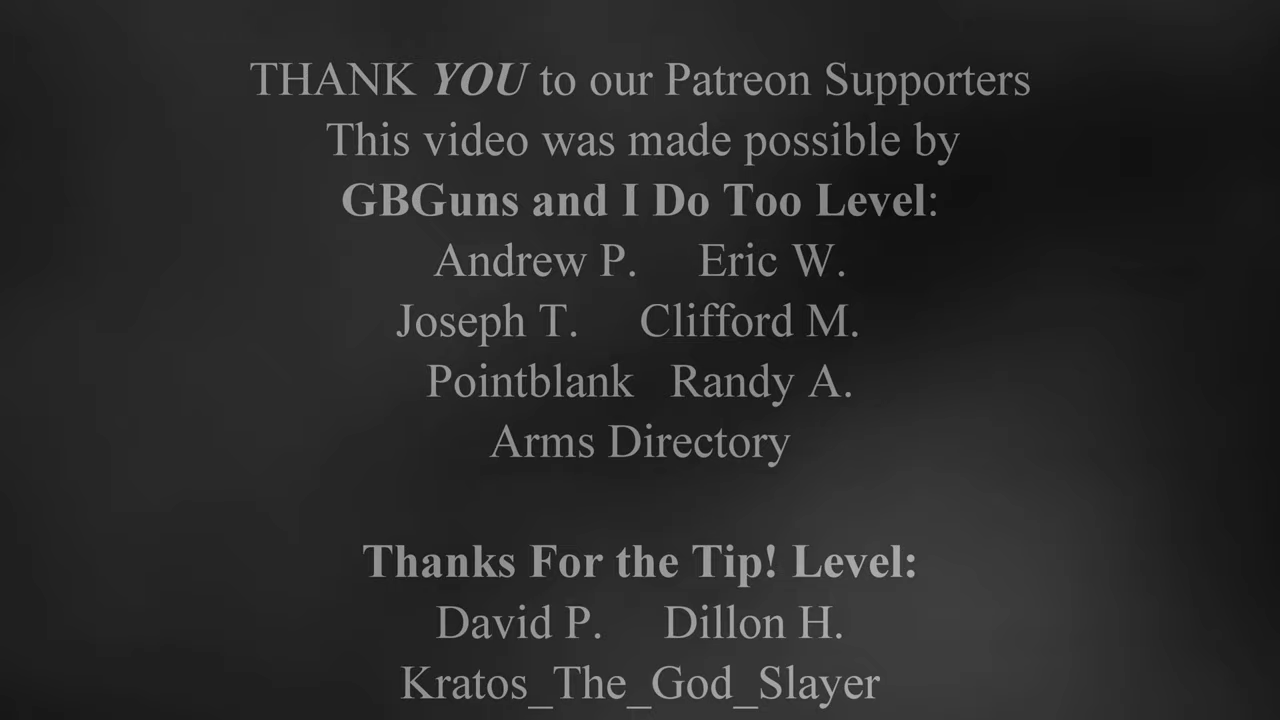 THANK YOU to our Patreon Supporters
This video was made possible by
GBGuns and I Do Too Level:
Andrew P. Eric W.
Joseph T. Clifford M.
Pointblank Randy A.
Arms Directory
Thanks For the Tip! Level:
David P. Dillon H.
Kratos_The_God_Slayer